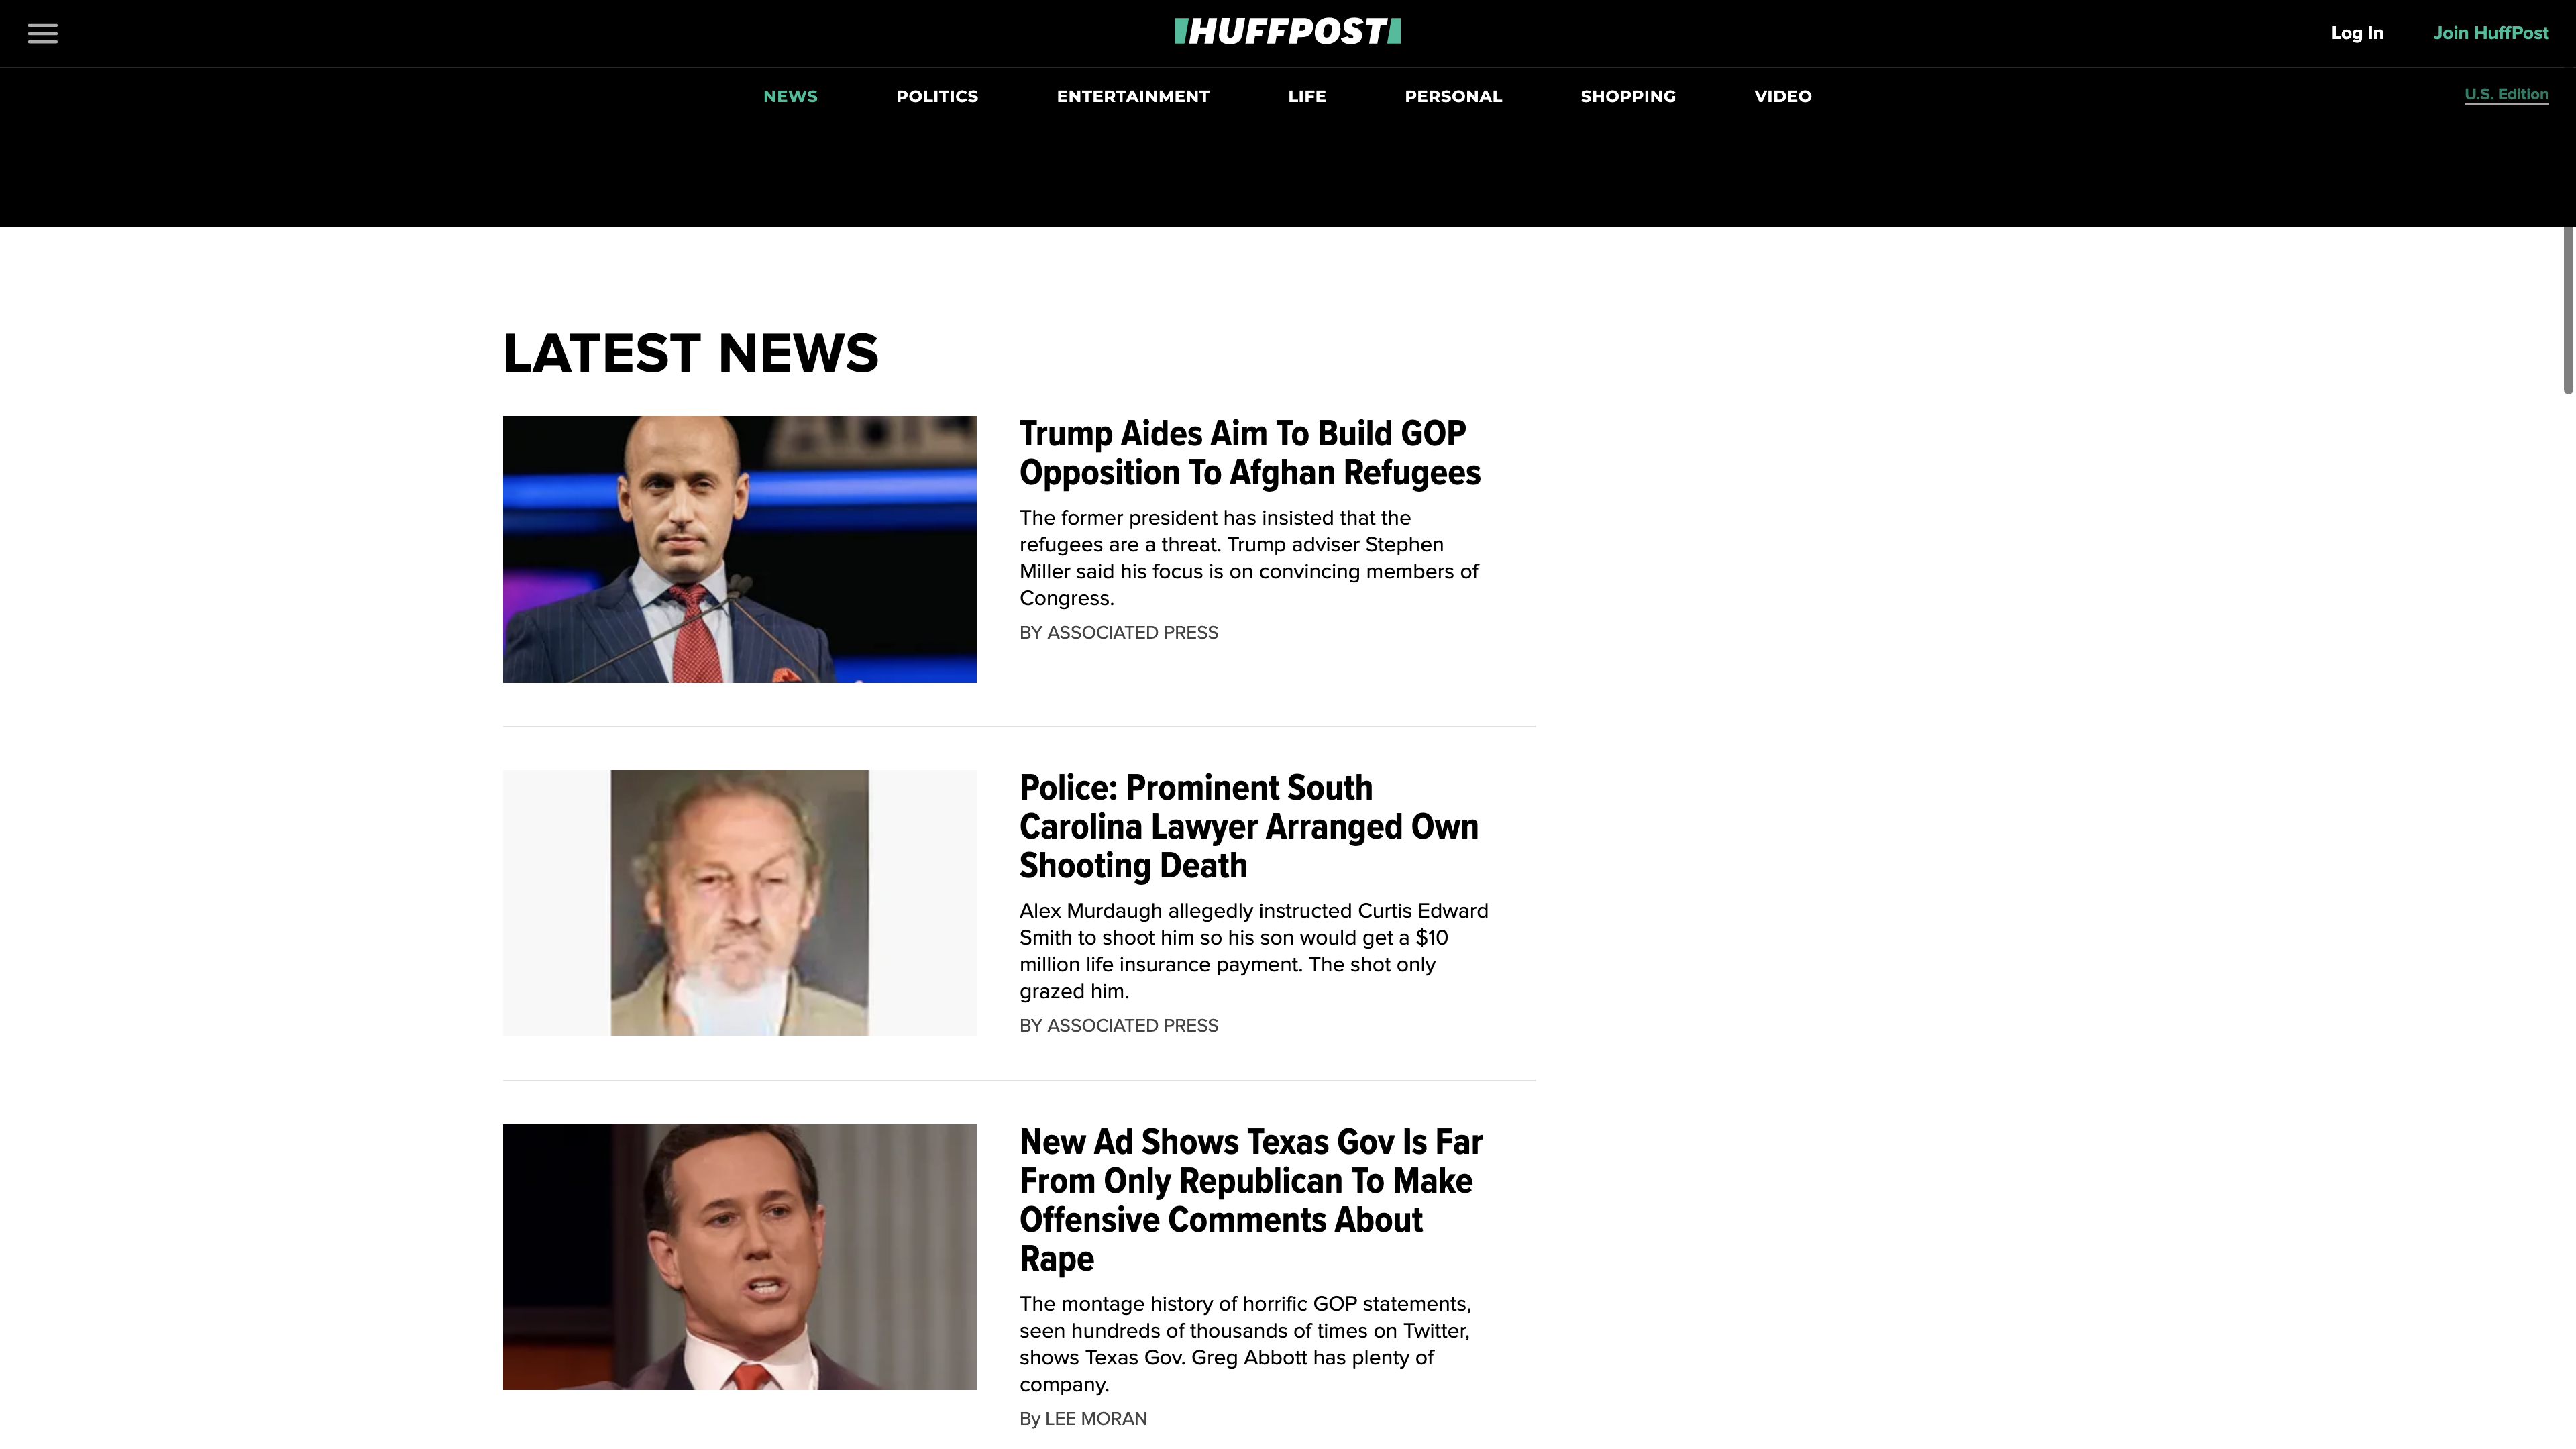 HUFFPOST
Log In
Join HuffPost
NEWS
POLITICS
ENTERTAINMENT
LIFE
PERSONAL
SHOPPING
VIDEO
U.S. Edition
LATEST NEWS
Trump Aides Aim To Build GOP
Opposition To Afghan Refugees
The former president has insisted that the
refugees are a threat. Trump adviser Stephen
Miller said his focus is on convincing members of
Congress.
BY ASSOCIATED PRESS
Police: Prominent South
Carolina Lawyer Arranged Own
Shooting Death
Alex Murdaugh allegedly instructed Curtis Edward
Smith to shoot him so his son would get a $10
million life insurance payment. The shot only
grazed him.
BY ASSOCIATED PRESS
New Ad Shows Texas Gov Is Far
From Only Republican To Make
Offensive Comments About
Rape
The montage history of horrific GOP statements,
seen hundreds of thousands of times on Twitter,
shows Texas Gov. Greg Abbott has plenty of
company.
By LEE MORAN